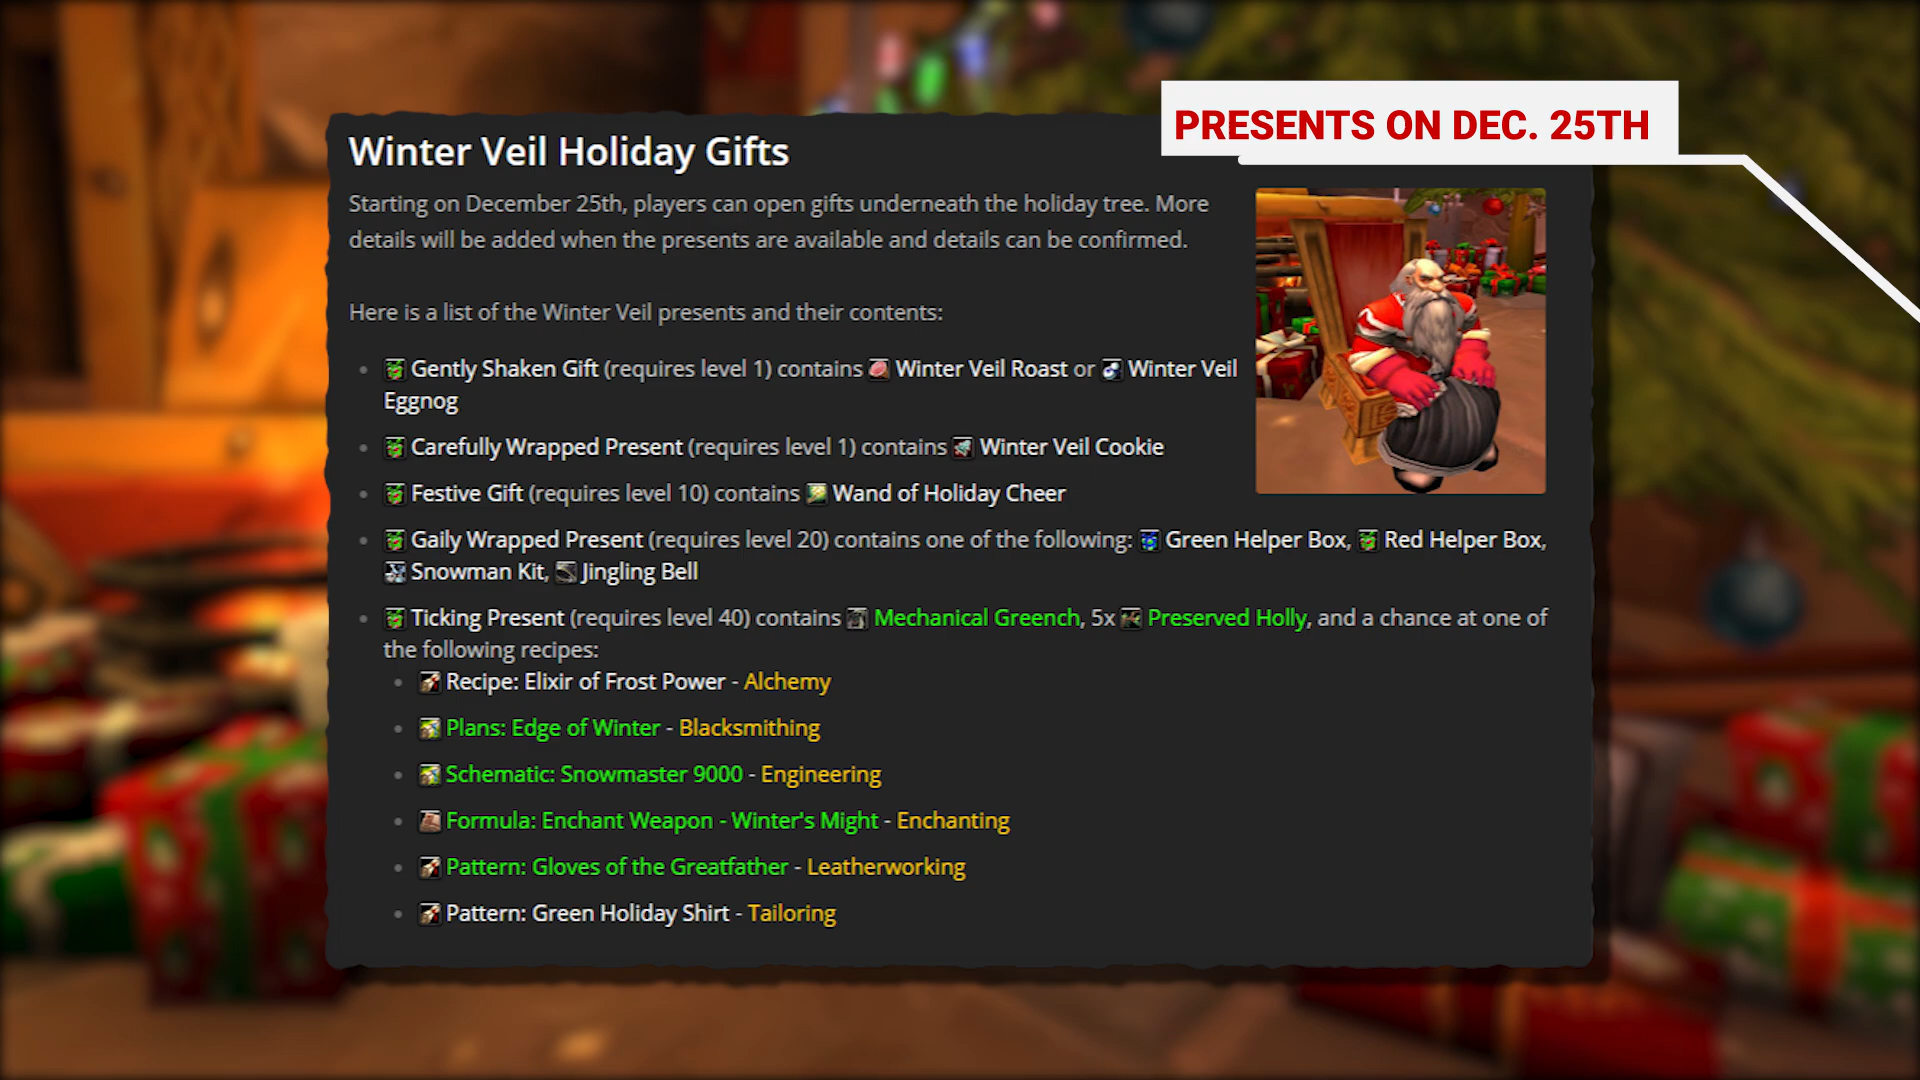 PRESENTS ON DEC. 25TH
Winter Veil Holiday Gifts
Starting on December 25th, players can open gifts underneath the holiday tree. More
details will be added when the presents are available and details can be confirmed.
Here is a list of the Winter Veil presents and their contents:
Gently Shaken Gift (requires level 1) contains Winter Veil Roast or Winter Veil
Eggnog
Carefully Wrapped Present (requires level 1) contains Winter Veil Cookie
Festive Gift (requires level 10) contains Wand of Holiday Cheer
Gaily Wrapped Present (requires level 20) contains one of the following: Green Helper Box, Red Helper Box,
Snowman Kit, Jingling Bell
Ticking Present (requires level 40) contains Mechanical Greench, 5x Preserved Holly, and a chance at one of
the following recipes:
Recipe: Elixir of Frost Power - Alchemy
Plans: Edge of Winter - Blacksmithing
Schematic: Snowmaster 9000 - Engineering
Formula: Enchant Weapon - Winter's Might - Enchanting
Pattern: Gloves of the Greatfather - Leatherworking
Pattern: Green Holiday Shirt - Tailoring